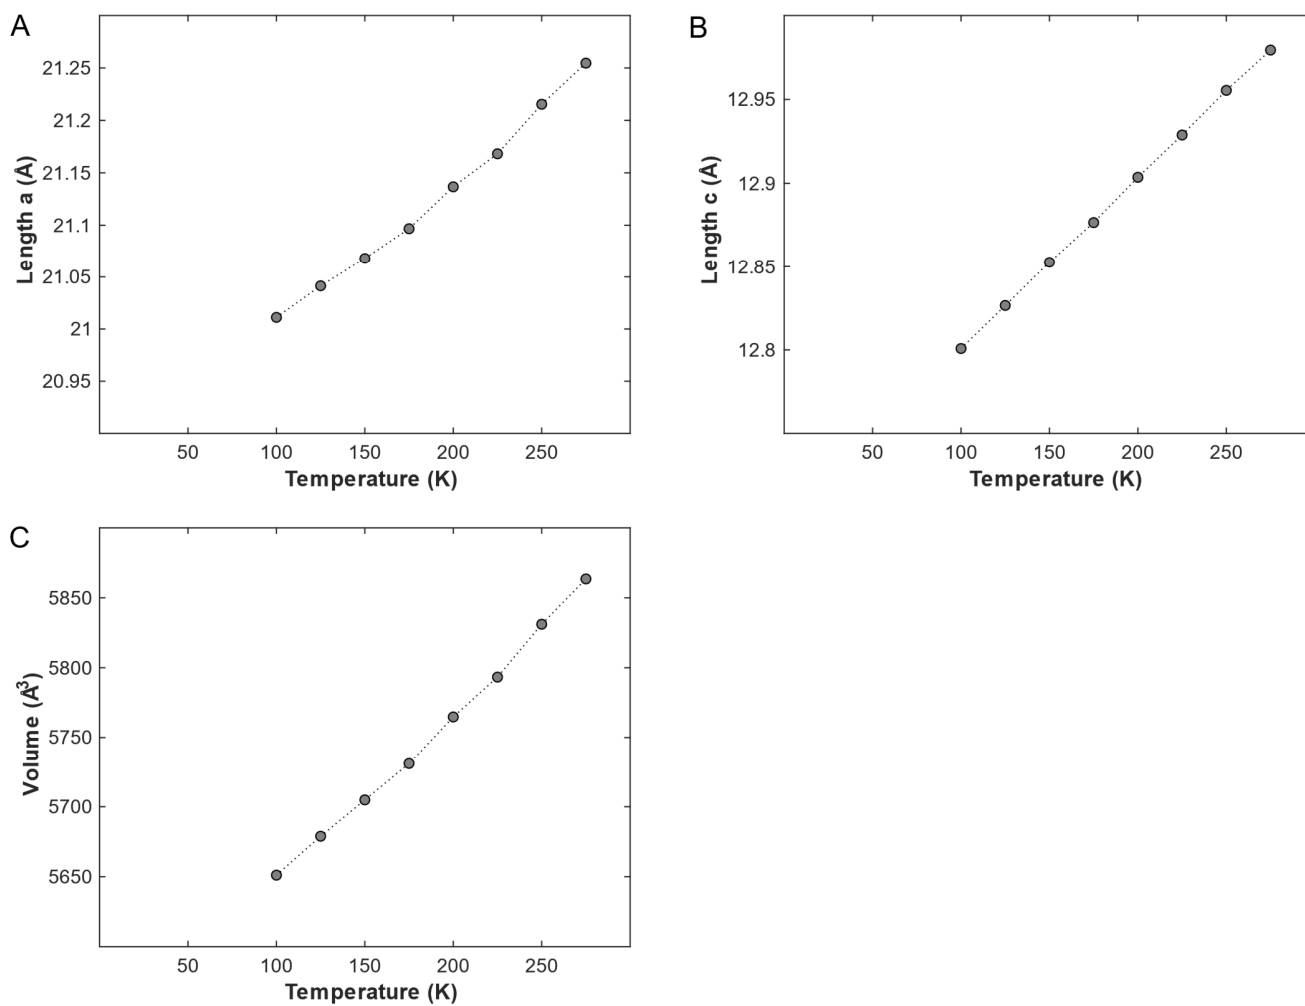 A
21.25
21.2
21.15
21.1
21.05
21
20.95
Length a (Å)
50 100 150 200 250
Temperature (K)
B
12.95
12.9
12.85
12.8
Length c (Å)
50 100 150 200 250
Temperature (K)
C
5850
5800
5750
5700
5650
Volume (Å³)
50 100 150 200 250
Temperature (K)